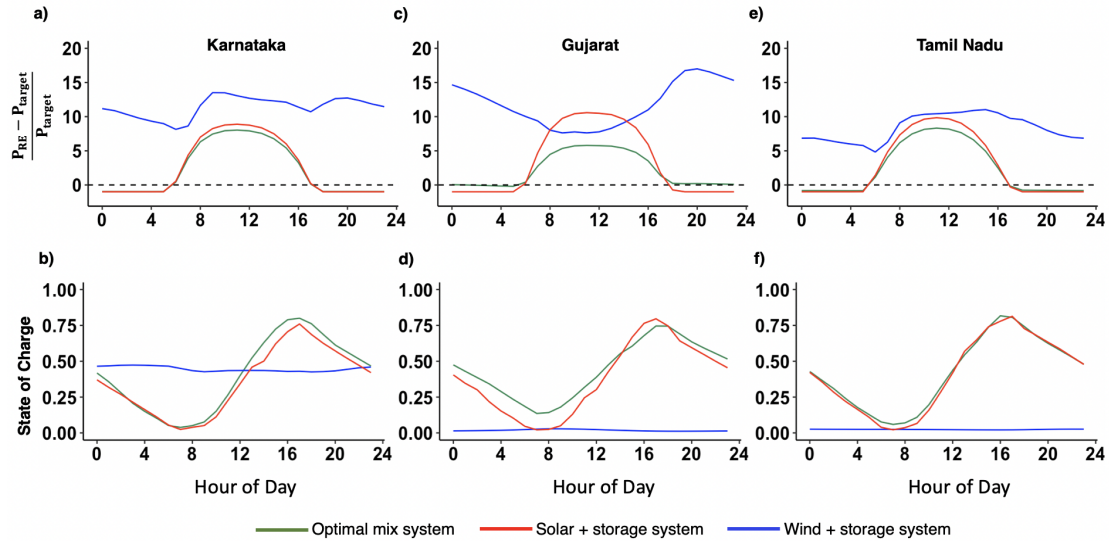 a)
c)
e)
Karnataka
Gujarat
Tamil Nadu
P_RE − P_target
P_target
20
15
10
5
0
0 4 8 12 16 20 24
20
15
10
5
0
0 4 8 12 16 20 24
20
15
10
5
0
0 4 8 12 16 20 24
b)
d)
f)
State of Charge
1.00
0.75
0.50
0.25
0.00
0 4 8 12 16 20 24
1.00
0.75
0.50
0.25
0.00
0 4 8 12 16 20 24
1.00
0.75
0.50
0.25
0.00
0 4 8 12 16 20 24
Hour of Day
Hour of Day
Hour of Day
Optimal mix system
Solar + storage system
Wind + storage system